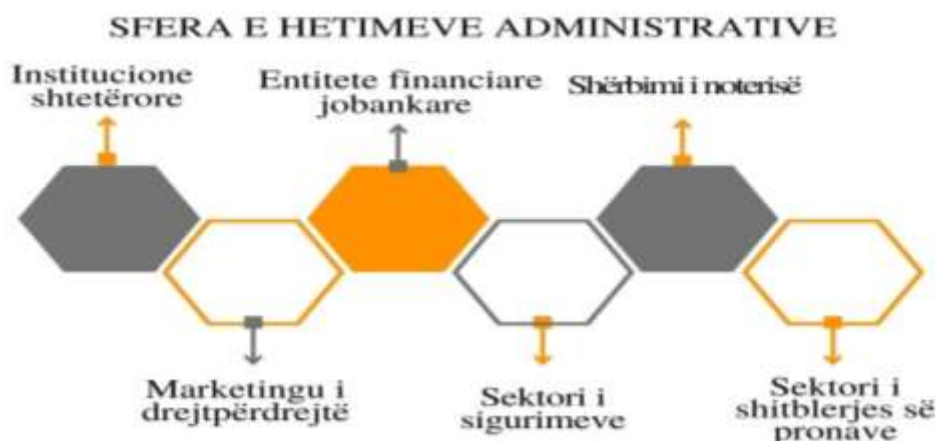 SFERA E HETIMEVE ADMINISTRATIVE
Institucione
shtetërore
Entitete financiare
jobankare
Shërbimi i noterisë
Marketingu i
drejtpërdrejtë
Sektori i
sigurimeve
Sektori i
shitblerjes së
pronave